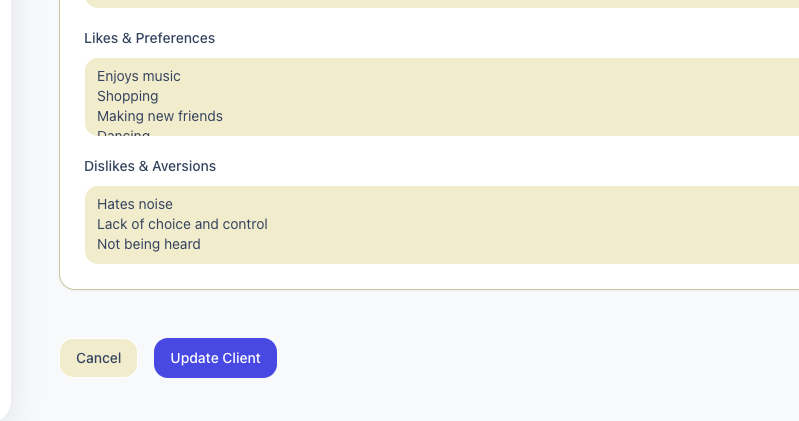 Likes & Preferences
Enjoys music
Shopping
Making new friends
Dancing
Dislikes & Aversions
Hates noise
Lack of choice and control
Not being heard
Cancel
Update Client